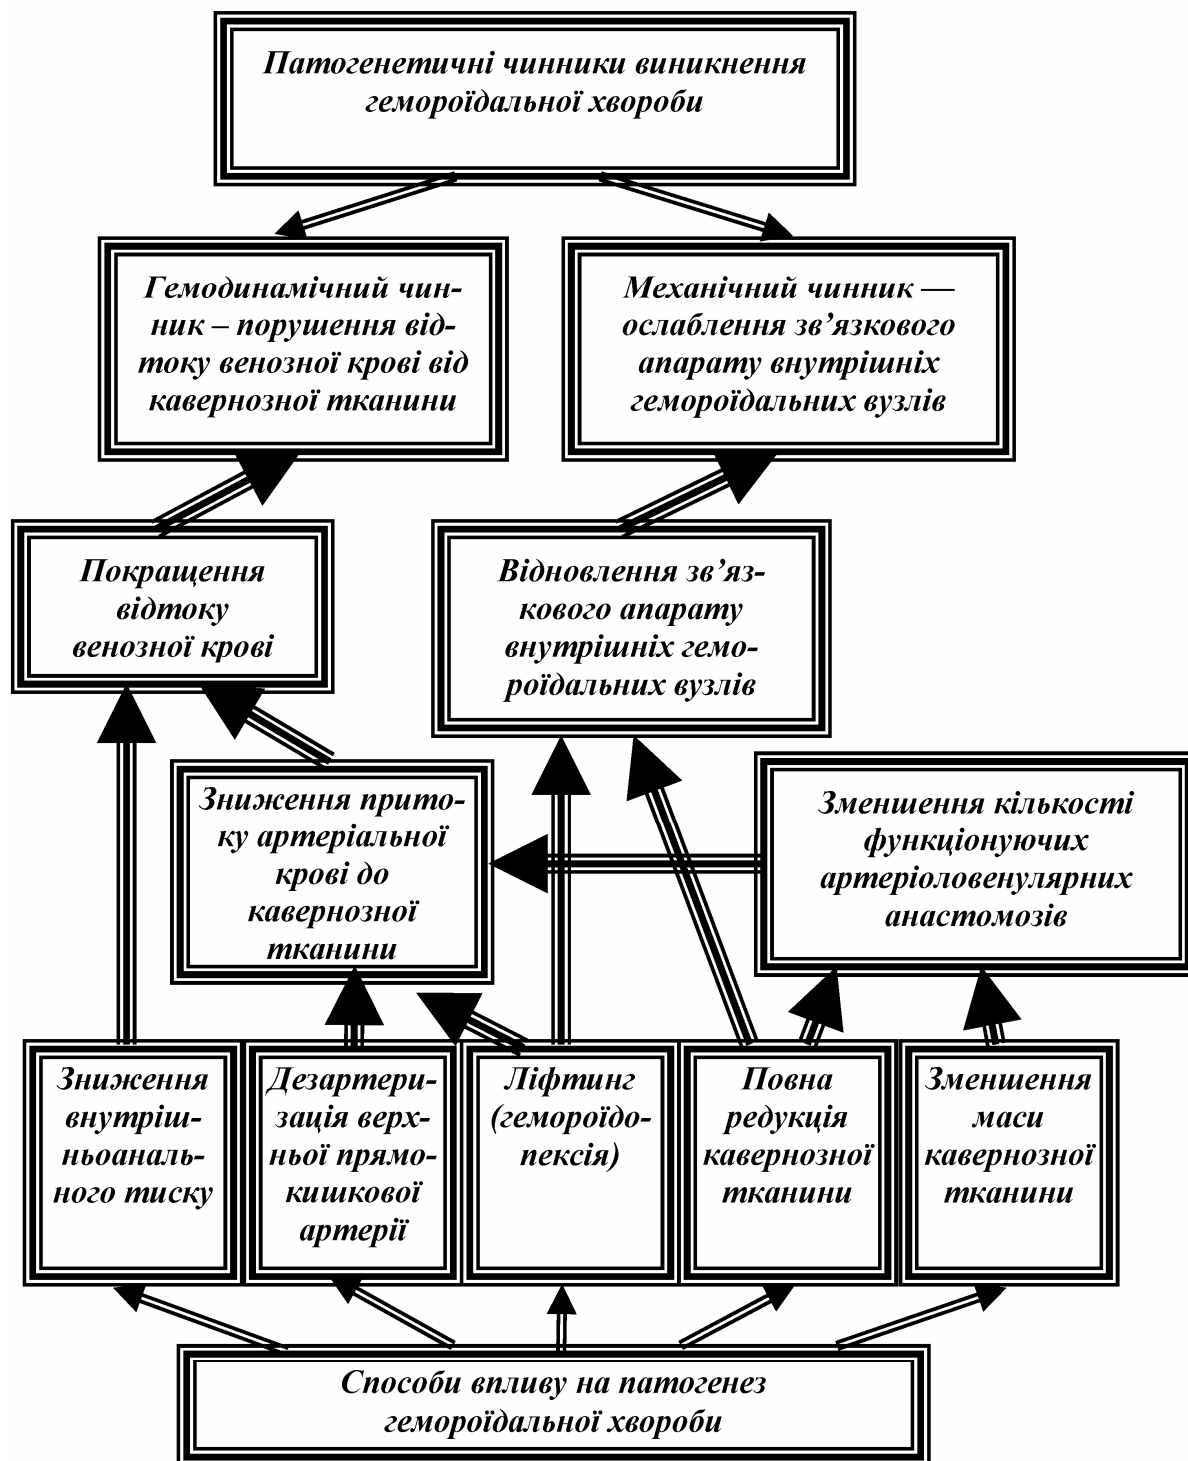 Патогенетичні чинники виникнення
гемороїдальної хвороби
Гемодинамічний чин-
ник – порушення від-
току венозної крові від
кавернозної тканини
Механічний чинник —
ослаблення зв’язкового
апарату внутрішніх
гемороїдальних вузлів
Покращення
відтоку
венозної крові
Відновлення зв’яз-
кового апарату
внутрішніх гемо-
роїдальних вузлів
Зниження прито-
ку артеріальної
крові до
кавернозної
тканини
Зменшення кількості
функціонуючих
артеріоловенулярних
анастомозів
Зниження
внутріш-
ньоаналь-
ного тиску
Дезартери-
зація верх-
ньої прямо-
кишкової
артерії
Ліфтинг
(гемороїдо-
пексія)
Повна
редукція
кавернозної
тканини
Зменшення
маси
кавернозної
тканини
Способи впливу на патогенез
гемороїдальної хвороби